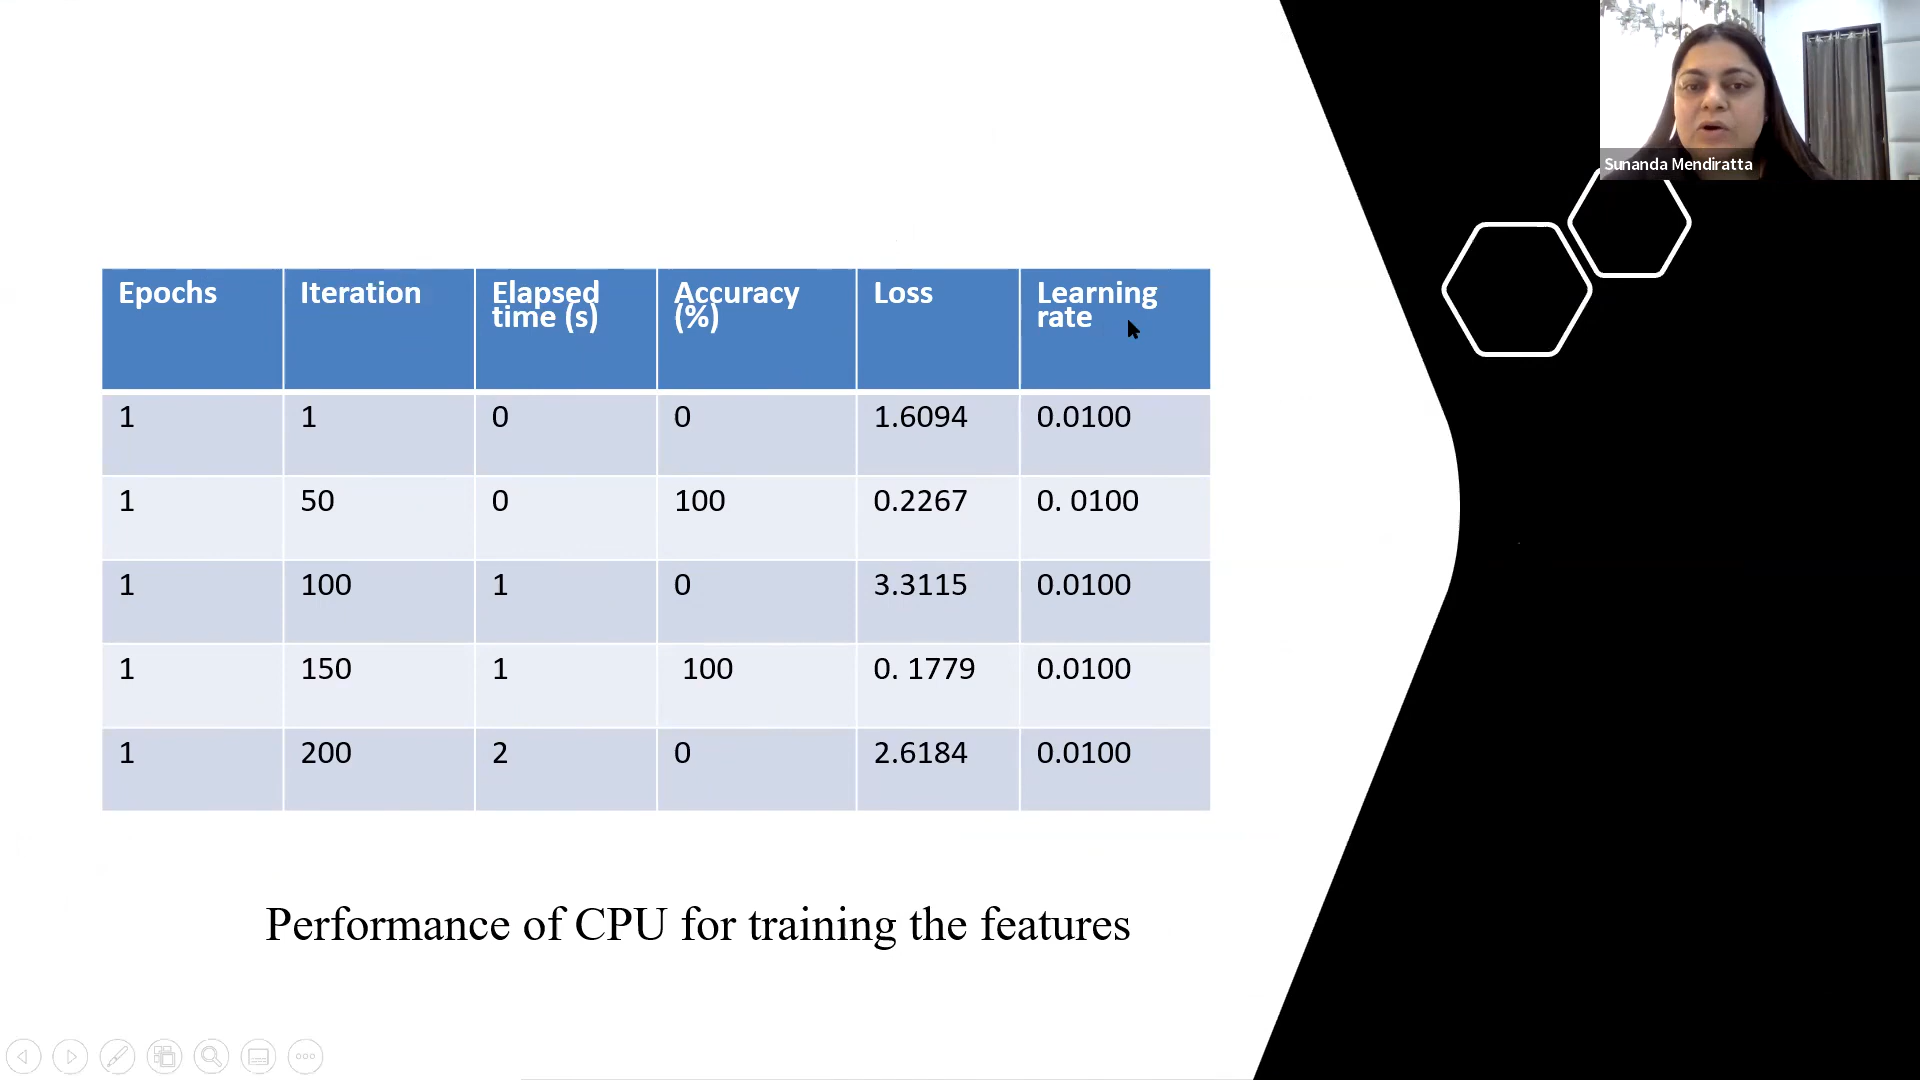 Sunanda Mendiratta
Epochs Iteration Elapsed time (s) Accuracy (%) Loss Learning rate
1 1 0 0 1.6094 0.0100
1 50 0 100 0.2267 0. 0100
1 100 1 0 3.3115 0.0100
1 150 1 100 0. 1779 0.0100
1 200 2 0 2.6184 0.0100
Performance of CPU for training the features